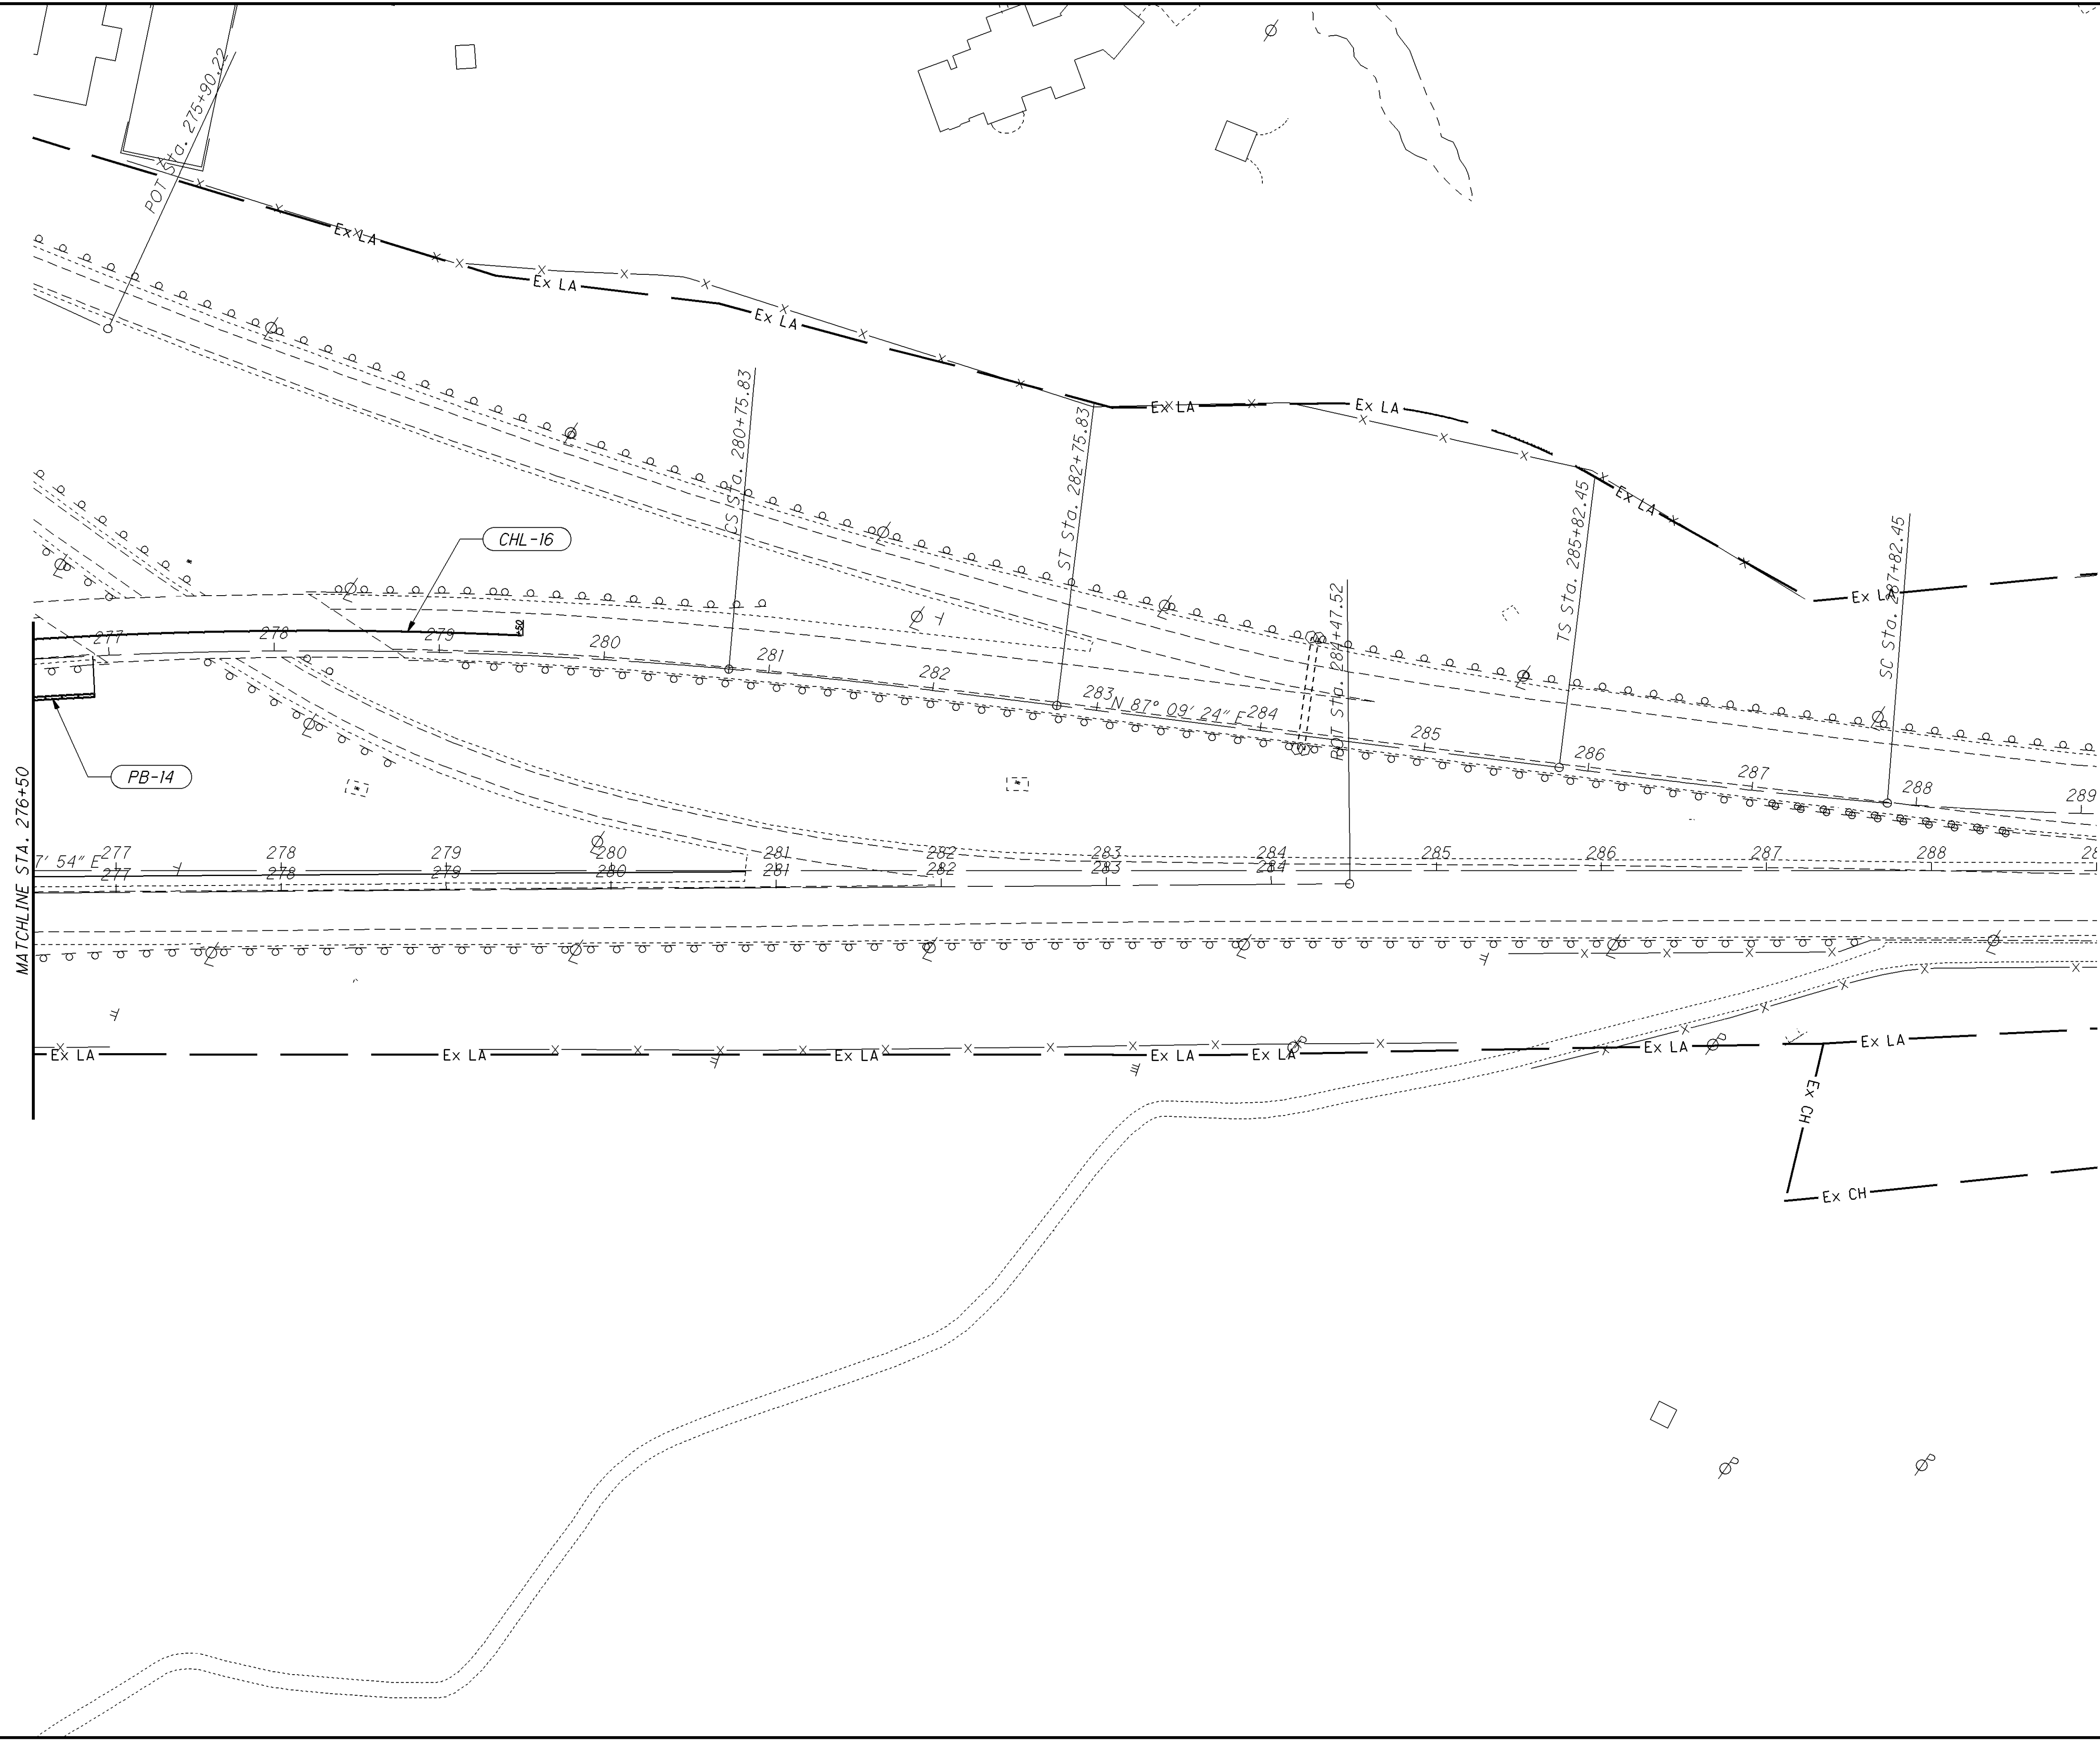 POT Sta. 275+90.22
Ex LA
Ex LA
Ex LA
Ex LA
Ex LA
Ex LA
Ex LA
CS Sta. 280+75.83
ST Sta. 282+75.83
TS Sta. 285+82.45
SC Sta. 287+82.45
CHL-16
+50
277
278
279
280
281
282
283
N 87° 09' 24" E
284
285
286
287
288
289
PB-14
MATCHLINE STA. 276+50
7' 54" E
277
278
279
280
281
282
283
284
285
286
287
288
277
278
279
280
281
282
283
284
Ex LA
Ex LA
Ex LA
Ex LA
Ex LA
Ex LA
Ex LA
Ex CH
Ex CH